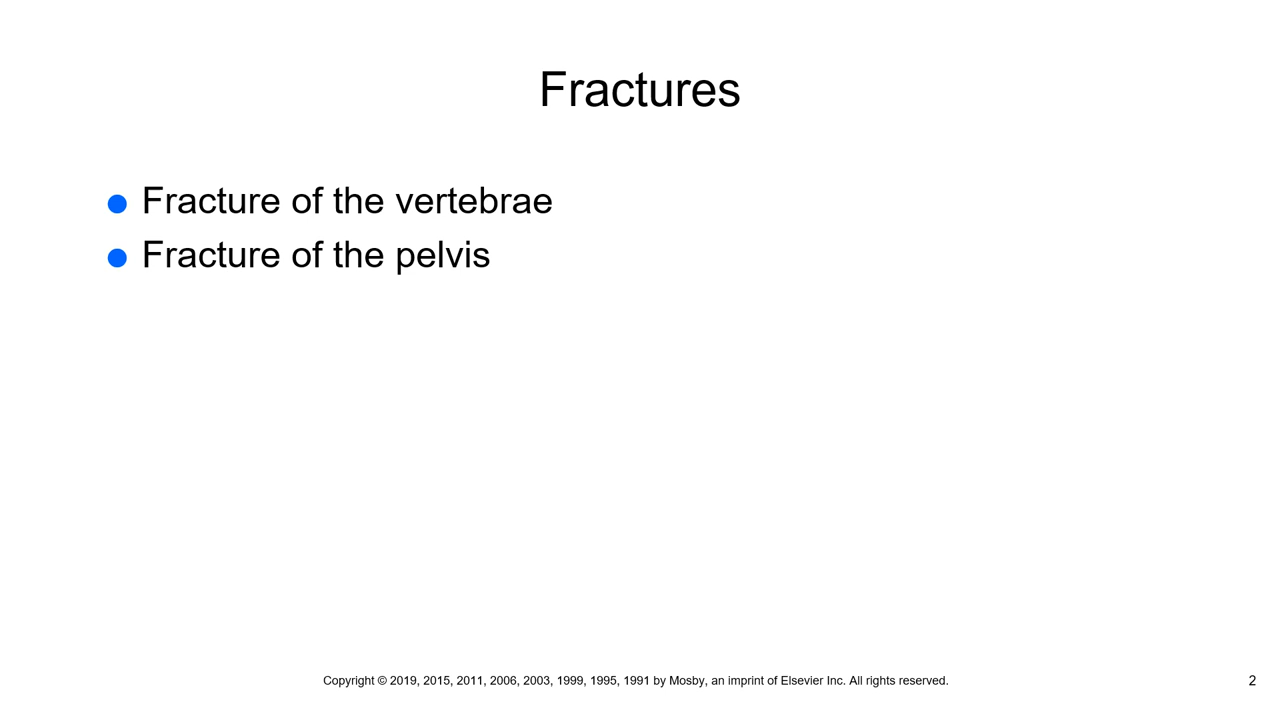 Fractures
● Fracture of the vertebrae
● Fracture of the pelvis
Copyright © 2019, 2015, 2011, 2006, 2003, 1999, 1995, 1991 by Mosby, an imprint of Elsevier Inc. All rights reserved.
2